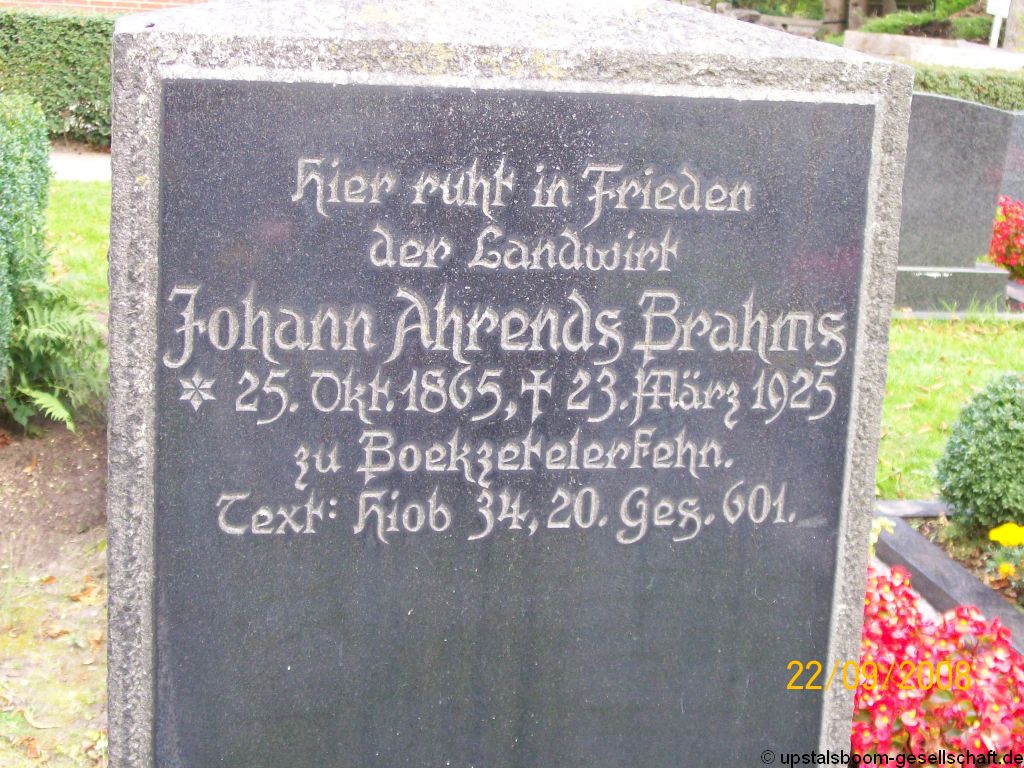 Hier ruht in Frieden
der Landwirt
Johann Ahrends Brahms
* 25. Okt. 1865, † 23. März 1925
zu Boekzetelerfehn.
Text: Hiob 34, 20. Ges. 601.
22/09/2008
© upstalsboom-gesellschaft.de